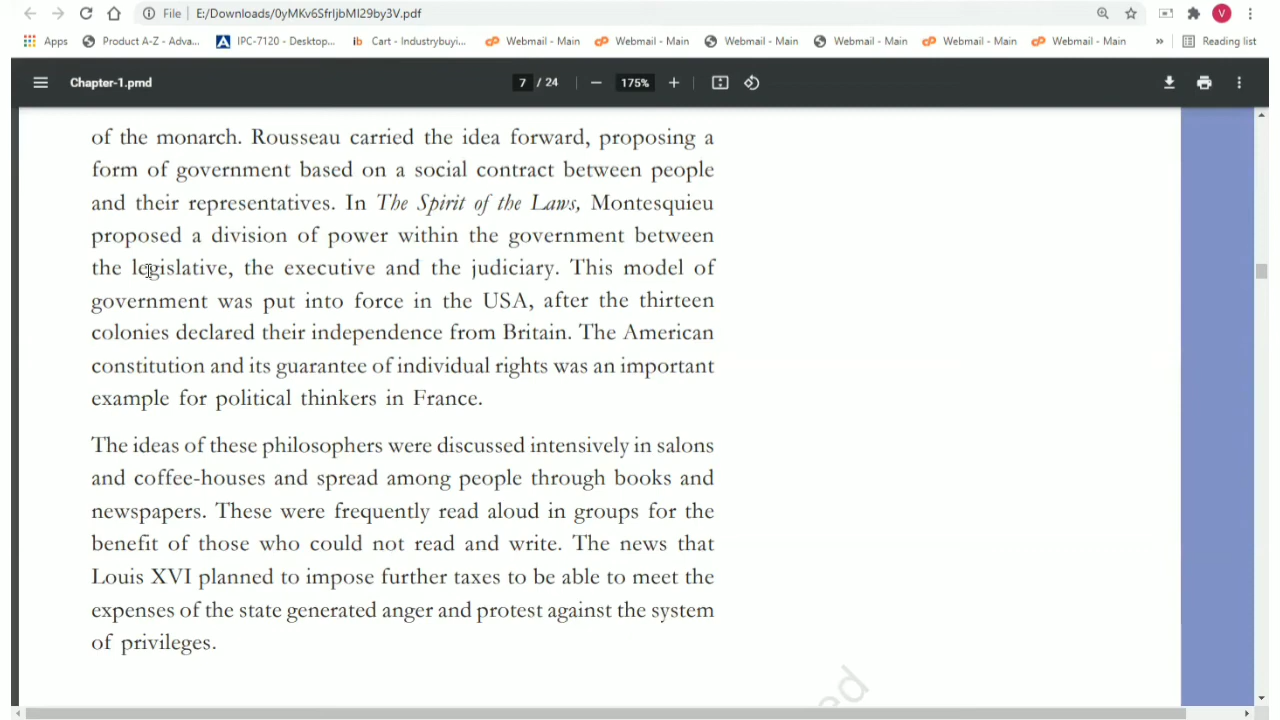 File E:/Downloads/0yMKv6SfrIjbMI29by3V.pdf V
Apps Product A-Z - Adva... IPC-7120 - Desktop... Cart - Industrybuyi... Webmail - Main Webmail - Main Webmail - Main Webmail - Main Webmail - Main Webmail - Main » Reading list
Chapter-1.pmd 7 / 24 175%
of the monarch. Rousseau carried the idea forward, proposing a
form of government based on a social contract between people
and their representatives. In The Spirit of the Laws, Montesquieu
proposed a division of power within the government between
the legislative, the executive and the judiciary. This model of
government was put into force in the USA, after the thirteen
colonies declared their independence from Britain. The American
constitution and its guarantee of individual rights was an important
example for political thinkers in France.
The ideas of these philosophers were discussed intensively in salons
and coffee-houses and spread among people through books and
newspapers. These were frequently read aloud in groups for the
benefit of those who could not read and write. The news that
Louis XVI planned to impose further taxes to be able to meet the
expenses of the state generated anger and protest against the system
of privileges.